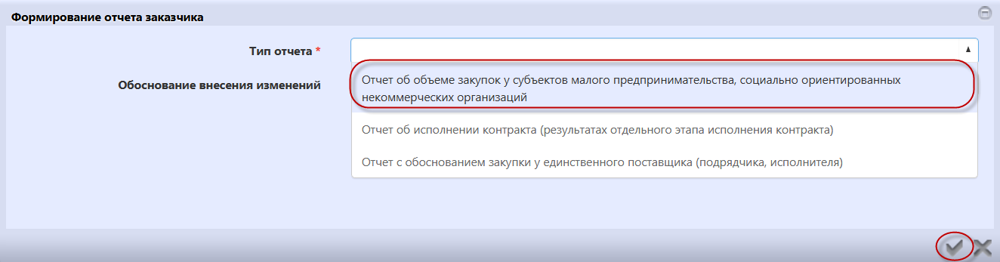 Формирование отчета заказчика
Тип отчета *
Обоснование внесения изменений
Отчет об объеме закупок у субъектов малого предпринимательства, социально ориентированных
некоммерческих организаций
Отчет об исполнении контракта (результатах отдельного этапа исполнения контракта)
Отчет с обоснованием закупки у единственного поставщика (подрядчика, исполнителя)